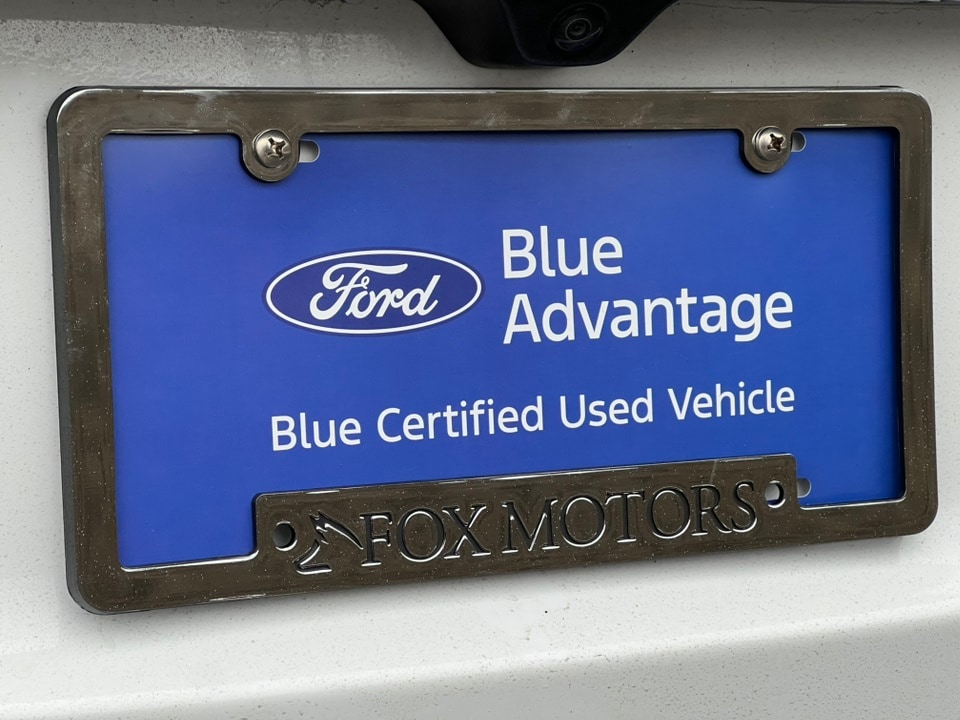 Ford
Blue
Advantage
Blue Certified Used Vehicle
FOX MOTORS